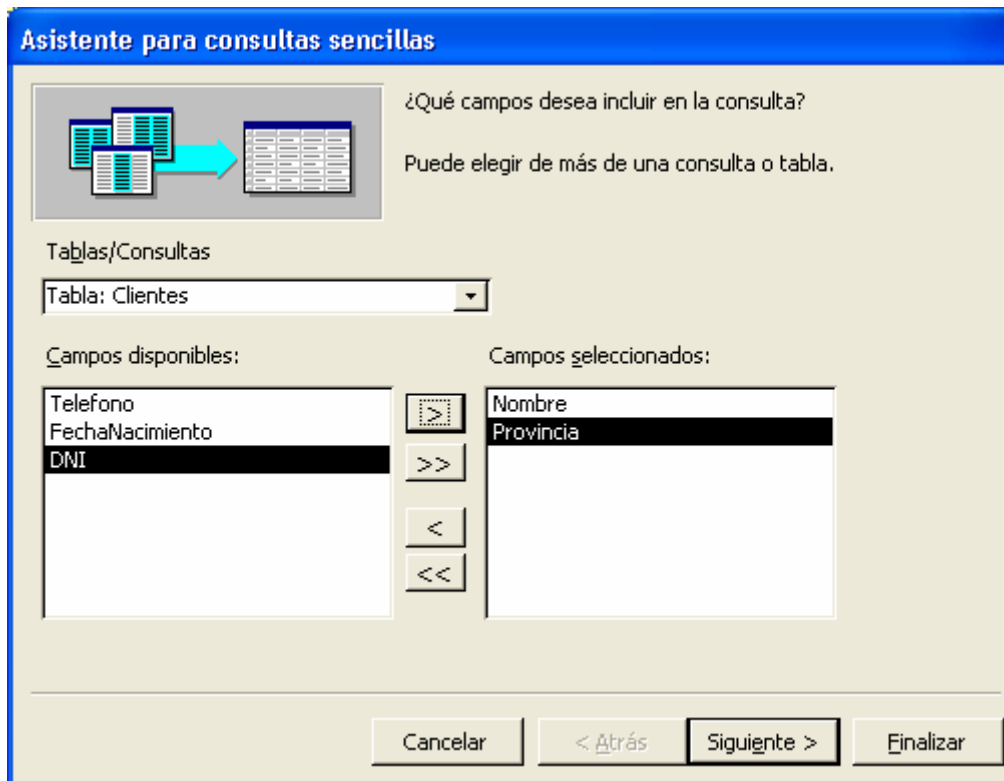 Asistente para consultas sencillas
¿Qué campos desea incluir en la consulta?
Puede elegir de más de una consulta o tabla.
Tablas/Consultas
Tabla: Clientes
Campos disponibles:
Telefono
FechaNacimiento
DNI
>
>>
<
<<
Campos seleccionados:
Nombre
Provincia
Cancelar
< Atrás
Siguiente >
Finalizar